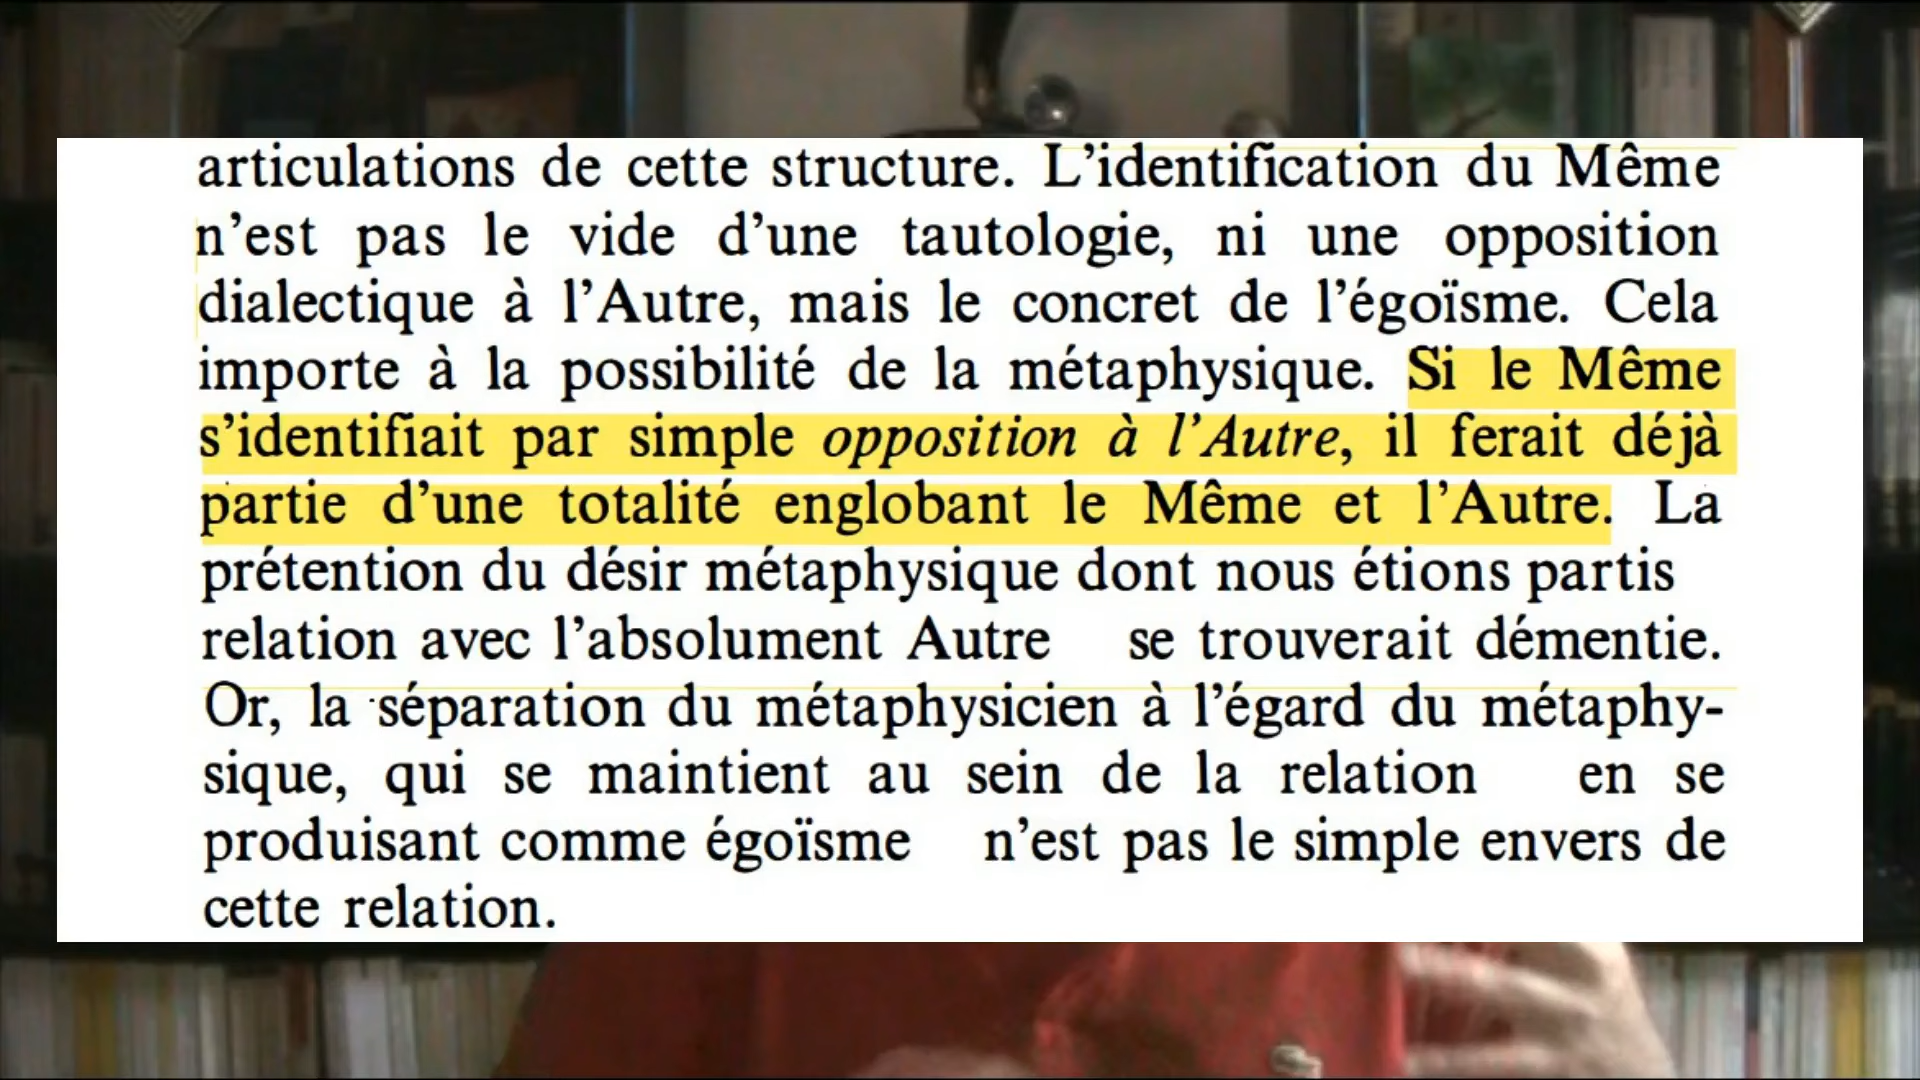 articulations de cette structure. L’identification du Même
n’est pas le vide d’une tautologie, ni une opposition
dialectique à l’Autre, mais le concret de l’égoïsme. Cela
importe à la possibilité de la métaphysique. Si le Même
s’identifiait par simple opposition à l’Autre, il ferait déjà
partie d’une totalité englobant le Même et l’Autre. La
prétention du désir métaphysique dont nous étions partis
relation avec l’absolument Autre se trouverait démentie.
Or, la séparation du métaphysicien à l’égard du métaphy-
sique, qui se maintient au sein de la relation en se
produisant comme égoïsme n’est pas le simple envers de
cette relation.